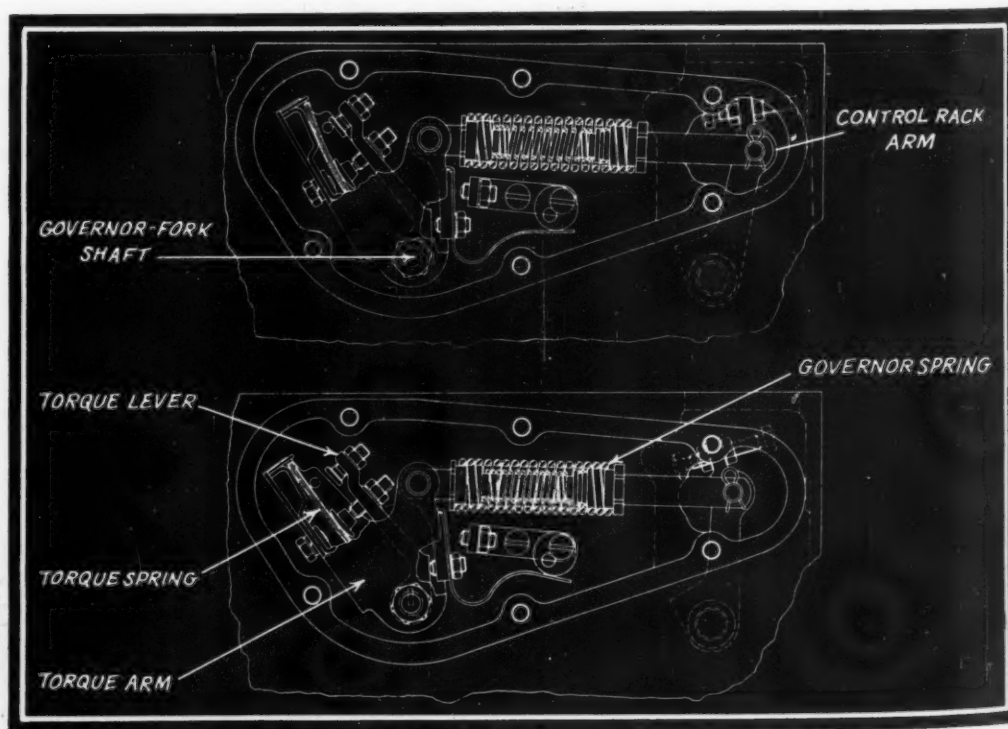 CONTROL RACK
ARM
GOVERNOR-FORK
SHAFT
GOVERNOR SPRING
TORQUE LEVER
TORQUE SPRING
TORQUE ARM